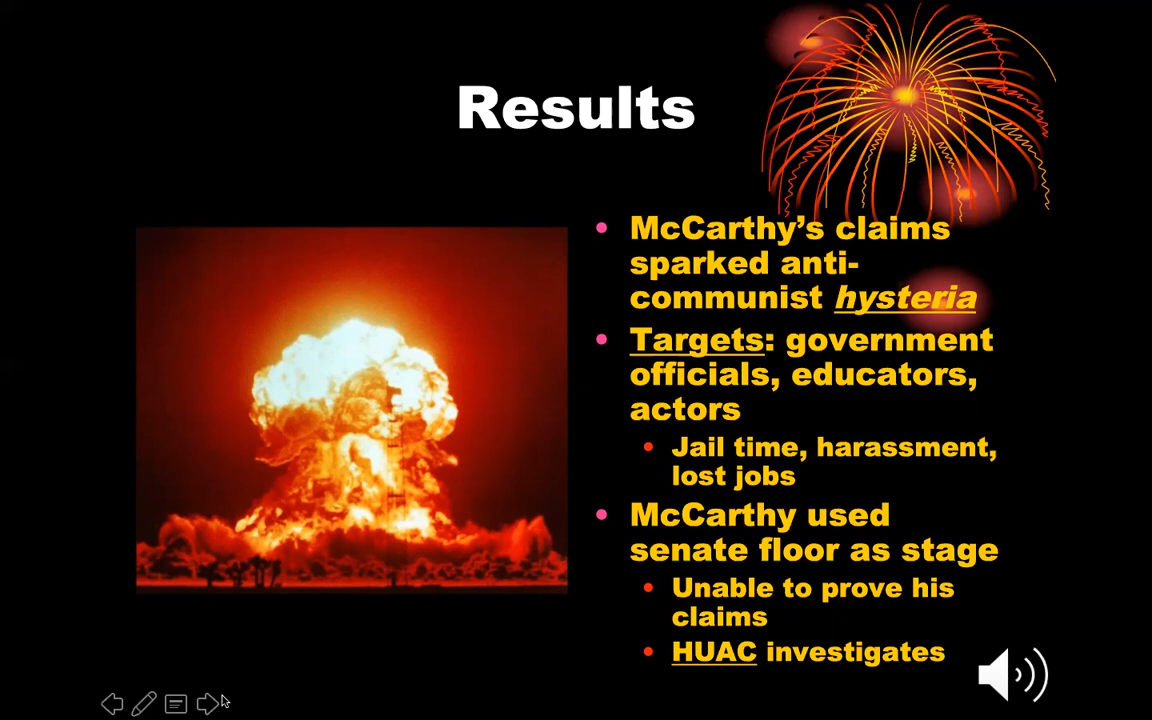 Results
• McCarthy’s claims
sparked anti-
communist hysteria
• Targets: government
officials, educators,
actors
• Jail time, harassment,
lost jobs
• McCarthy used
senate floor as stage
• Unable to prove his
claims
• HUAC investigates